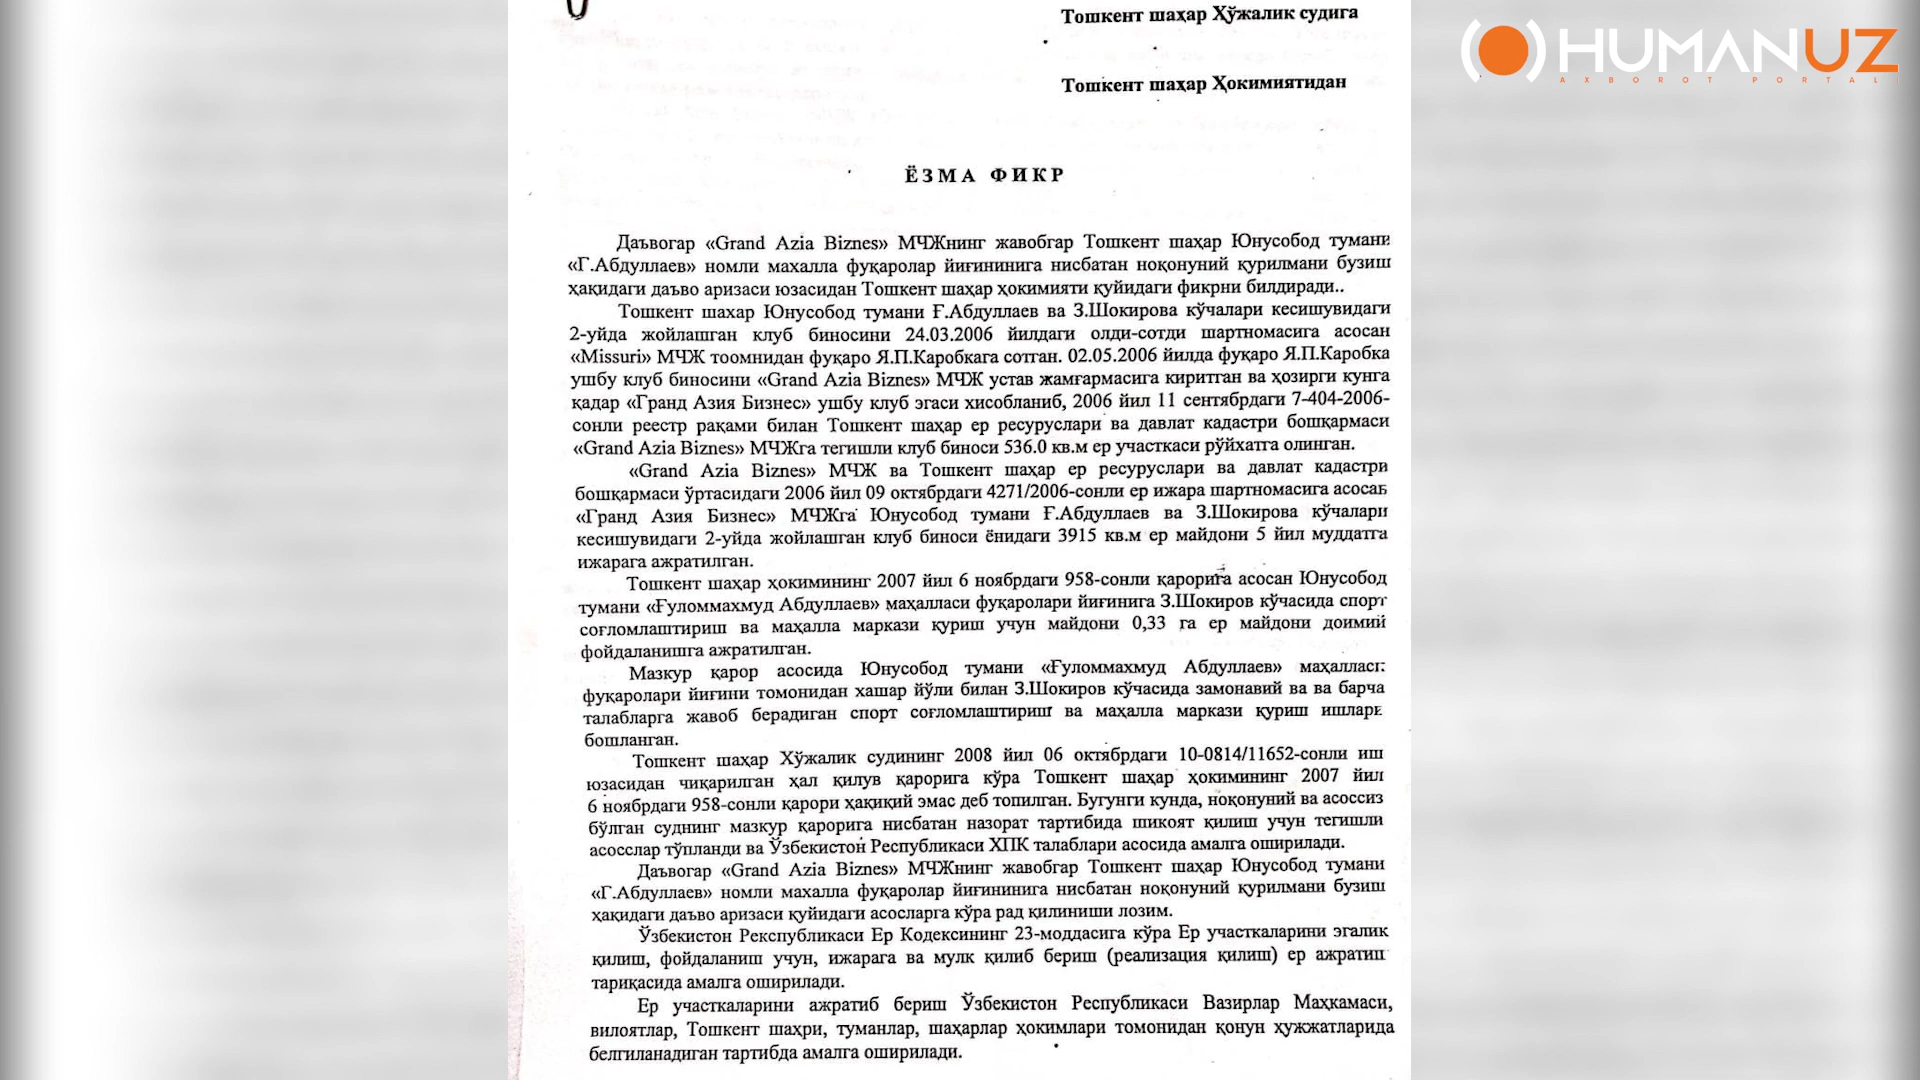 Тошкент шаҳар Ҳўжалик судига
HUMANUZ
AXBOROT PORTALI
Тошкент шаҳар Ҳокимиятидан
ЁЗМА ФИКР
Даъвогар «Grand Azia Biznes» МЧЖнинг жавобгар Тошкент шаҳар Юнусобод тумани
«Г.Абдуллаев» номли махалла фуқаролар йиғининига нисбатан ноқонуний қурилмани бузиш
ҳақидаги даъво аризаси юзасидан Тошкент шаҳар ҳокимияти қуйидаги фикрни билдиради..
Тошкент шахар Юнусобод тумани Ғ.Абдуллаев ва З.Шокирова кўчалари кесишувидаги
2-уйда жойлашган клуб биносини 24.03.2006 йилдаги олди-сотди шартномасига асосан
«Missuri» МЧЖ тоомнидан фуқаро Я.П.Каробкага сотган. 02.05.2006 йилда фуқаро Я.П.Каробка
ушбу клуб биносини «Grand Azia Biznes» МЧЖ устав жамғармасига киритган ва ҳозирги кунга
қадар «Гранд Азия Бизнес» ушбу клуб эгаси хисобланиб, 2006 йил 11 сентябрдаги 7-404-2006-
сонли реестр рақами билан Тошкент шаҳар ер ресуруслари ва давлат кадастри бошқармаси
«Grand Azia Biznes» МЧЖга тегишли клуб биноси 536.0 кв.м ер участкаси рўйхатга олинган.
«Grand Azia Biznes» МЧЖ ва Тошкент шаҳар ер ресуруслари ва давлат кадастри
бошқармаси ўртасидаги 2006 йил 09 октябрдаги 4271/2006-сонли ер ижара шартномасига асосан
«Гранд Азия Бизнес» МЧЖга Юнусобод тумани Ғ.Абдуллаев ва З.Шокирова кўчалари
кесишувидаги 2-уйда жойлашган клуб биноси ёнидаги 3915 кв.м ер майдони 5 йил муддатга
ижарага ажратилган.
Тошкент шаҳар ҳокимининг 2007 йил 6 ноябрдаги 958-сонли қарорига асосан Юнусобод
тумани «Ғуломмахмуд Абдуллаев» маҳалласи фуқаролари йиғинига З.Шокиров кўчасида спорт
соғломлаштириш ва маҳалла маркази қуриш учун майдони 0,33 га ер майдони доимий
фойдаланишга ажратилган.
Мазкур қарор асосида Юнусобод тумани «Ғуломмахмуд Абдуллаев» маҳалласи
фуқаролари йиғини томонидан хашар йўли билан З.Шокиров кўчасида замонавий ва ва барча
талабларга жавоб берадиган спорт соғломлаштириш ва маҳалла маркази қуриш ишлари
бошланган.
Тошкент шаҳар Хўжалик судининг 2008 йил 06 октябрдаги 10-0814/11652-сонли иш
юзасидан чиқарилган ҳал қилув қарорига кўра Тошкент шаҳар ҳокимининг 2007 йил
6 ноябрдаги 958-сонли қарори ҳақиқий эмас деб топилган. Бугунги кунда, ноқонуний ва асоссиз
бўлган суднинг мазкур қарорига нисбатан назорат тартибида шикоят қилиш учун тегишли
асосслар тўпланди ва Ўзбекистон Республикаси ХПК талаблари асосида амалга оширилади.
Даъвогар «Grand Azia Biznes» МЧЖнинг жавобгар Тошкент шаҳар Юнусобод тумани
«Г.Абдуллаев» номли махалла фуқаролар йиғининига нисбатан ноқонуний қурилмани бузиш
ҳақидаги даъво аризаси қуйидаги асосларга кўра рад қилиниши лозим.
Ўзбекистон Рекспубликаси Ер Кодексининг 23-моддасига кўра Ер участкаларини эгалик
қилиш, фойдаланиш учун, ижарага ва мулк қилиб бериш (реализация қилиш) ер ажратиш
тариқасида амалга оширилади.
Ер участкаларини ажратиб бериш Ўзбекистон Республикаси Вазирлар Маҳкамаси,
вилоятлар, Тошкент шаҳри, туманлар, шаҳарлар ҳокимлари томонидан қонун ҳужжатларида
белгиланадиган тартибда амалга оширилади.